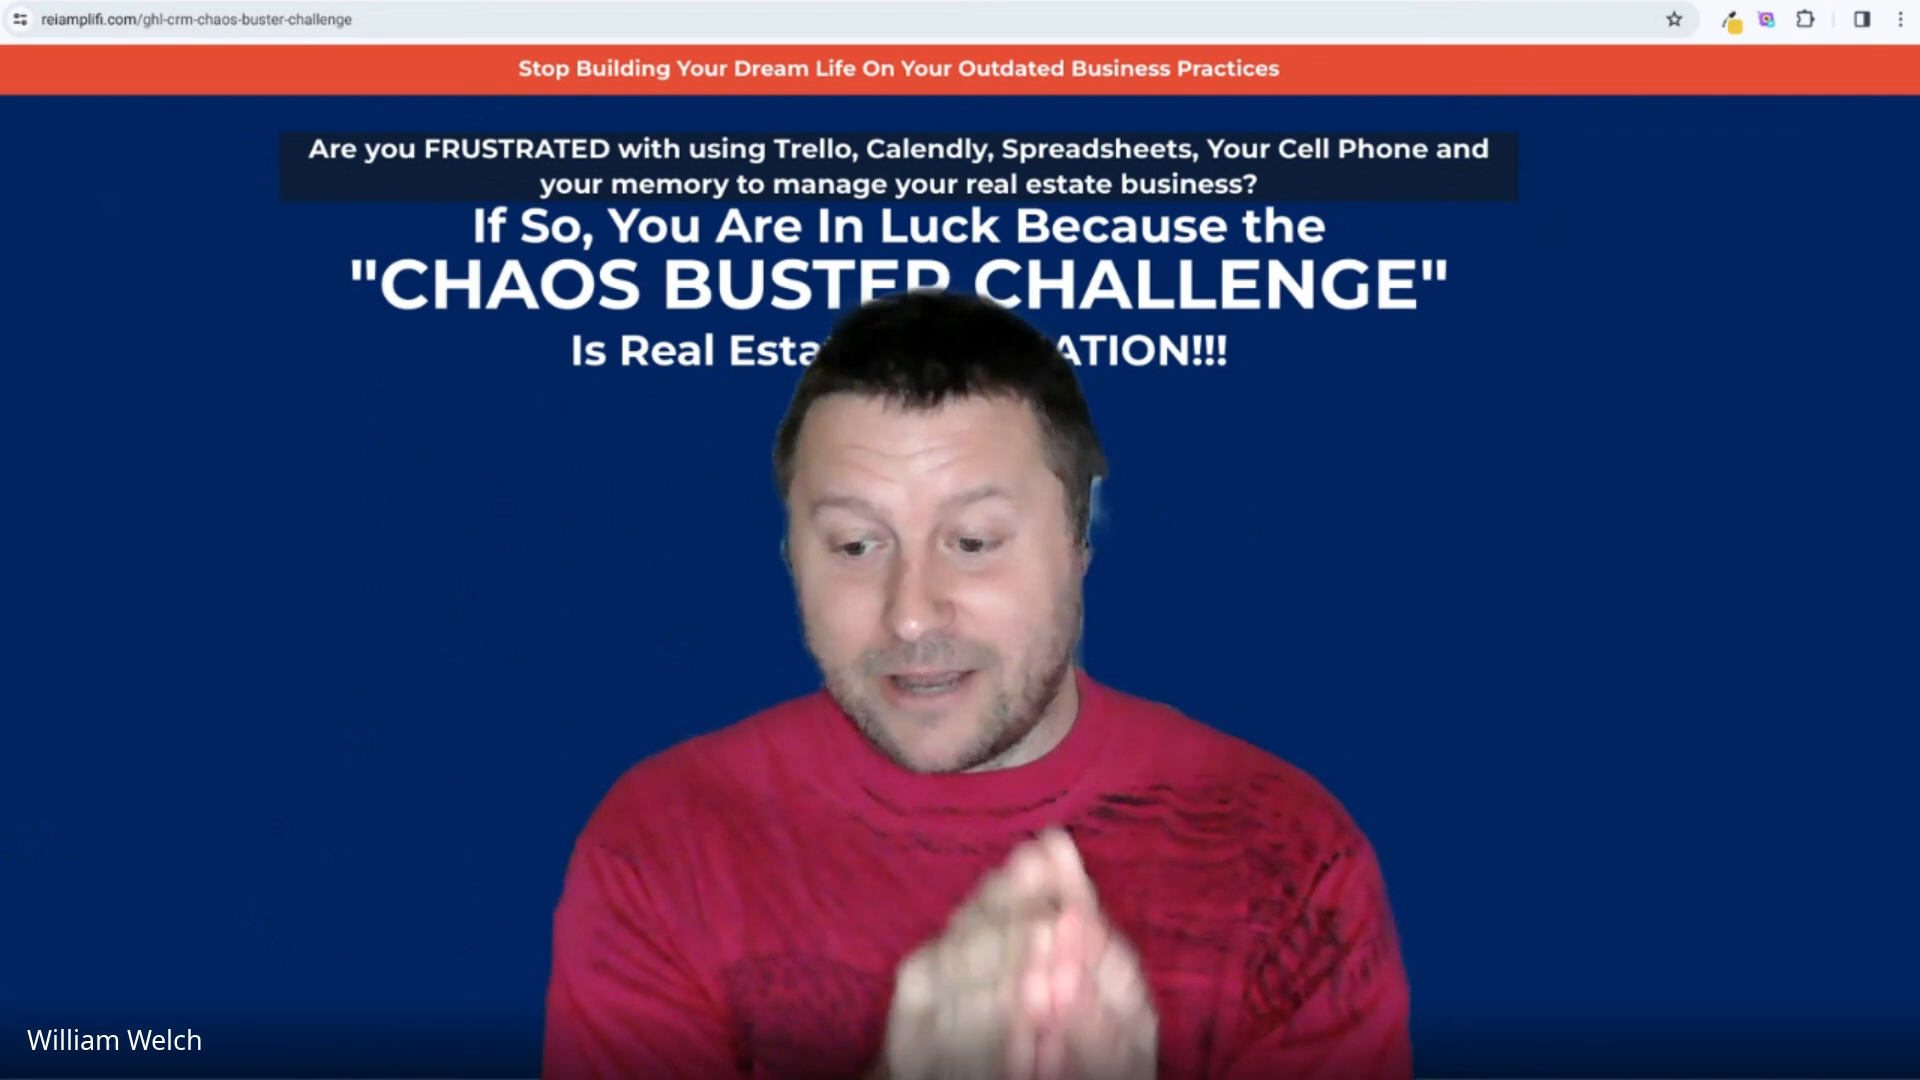 reiamplifi.com/ghl-crm-chaos-buster-challenge
Stop Building Your Dream Life On Your Outdated Business Practices
Are you FRUSTRATED with using Trello, Calendly, Spreadsheets, Your Cell Phone and
your memory to manage your real estate business?
If So, You Are In Luck Because the
"CHAOS BUSTER CHALLENGE"
Is Real ATION!!!
William Welch